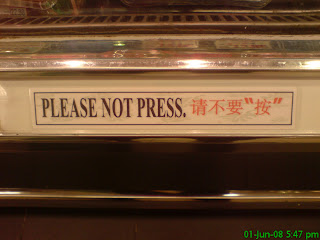 PLEASE NOT PRESS. 请不要"按"
01-Jun-08 5:47 pm